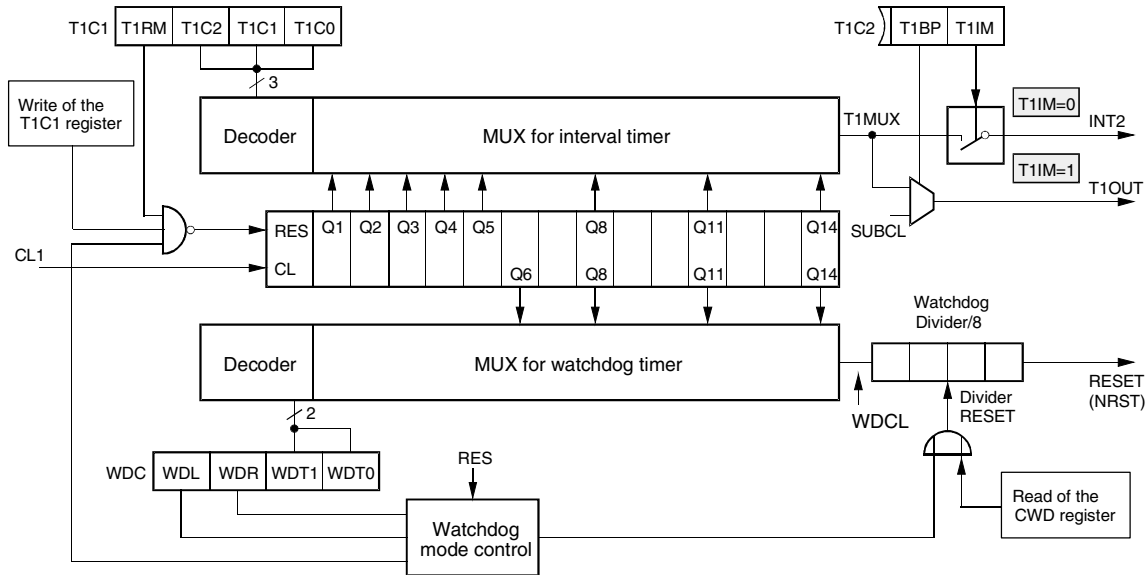 T1C1 T1RM T1C2 T1C1 T1C0
T1C2 T1BP T1IM
3
Write of the
T1C1 register
Decoder
MUX for interval timer
T1MUX
T1IM=0
INT2
T1IM=1
T1OUT
SUBCL
RES Q1 Q2 Q3 Q4 Q5 Q8 Q11 Q14
CL1
CL
Q6 Q8 Q11 Q14
Watchdog
Divider/8
Decoder
MUX for watchdog timer
RESET
(NRST)
2
WDCL
Divider
RESET
WDC WDL WDR WDT1 WDT0
RES
Read of the
CWD register
Watchdog
mode control